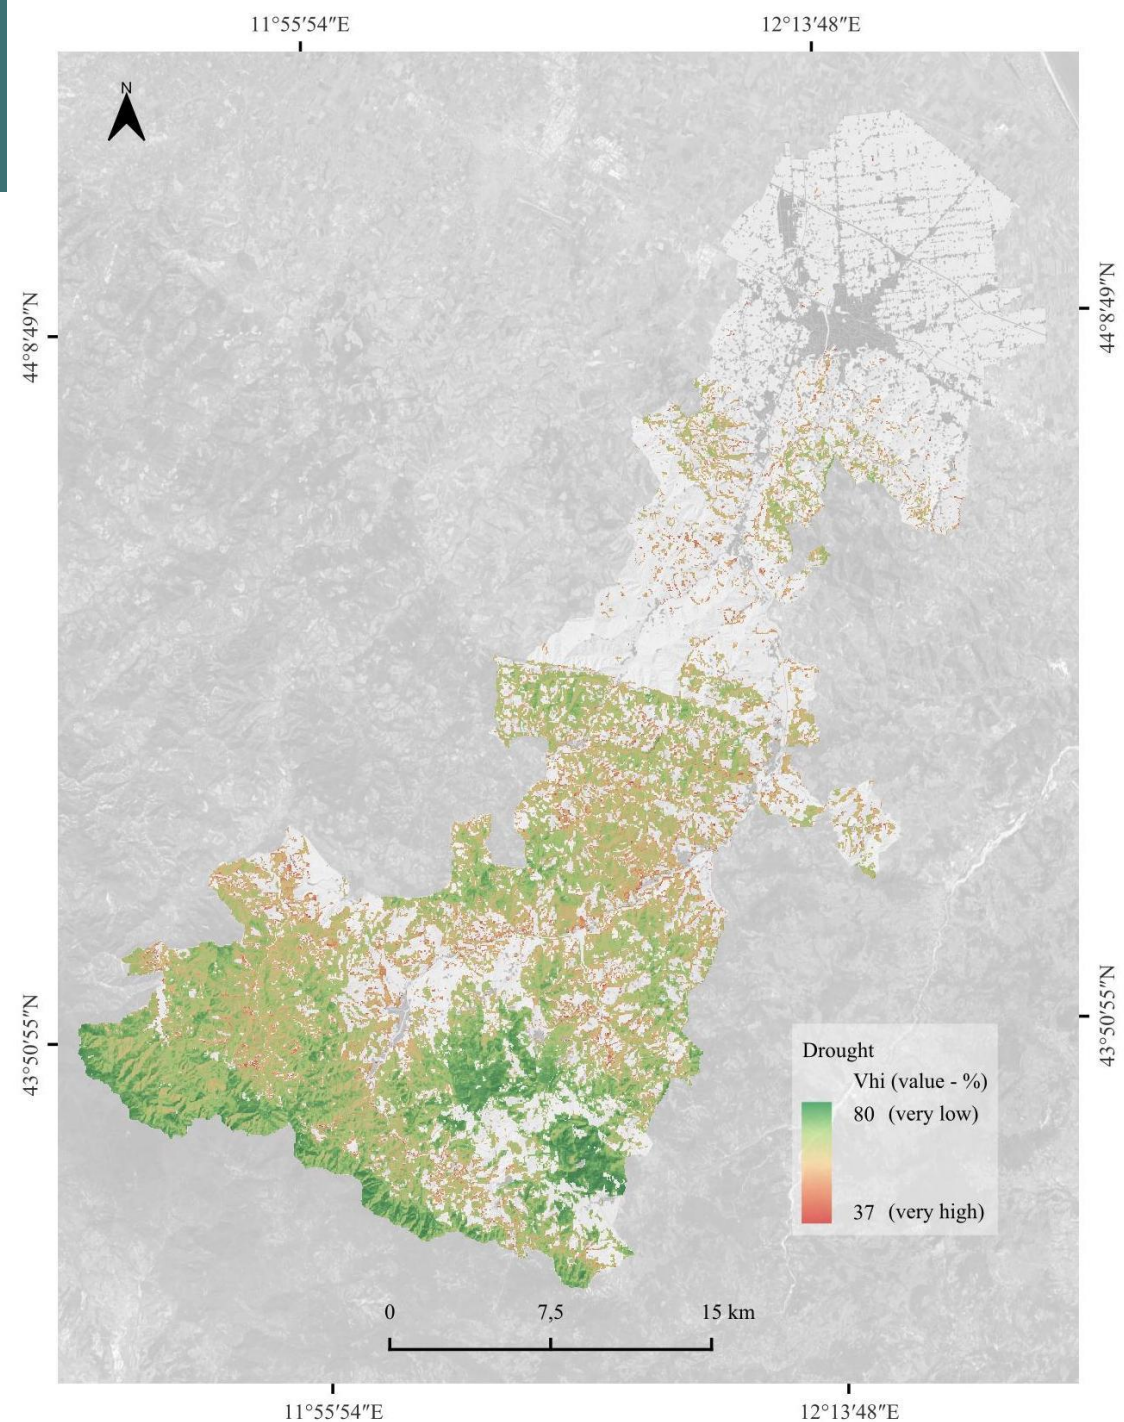 11°55′54″E
12°13′48″E
N
44°8′49″N
44°8′49″N
43°50′55″N
43°50′55″N
Drought
Vhi (value - %)
80 (very low)
37 (very high)
0 7,5 15 km
11°55′54″E
12°13′48″E